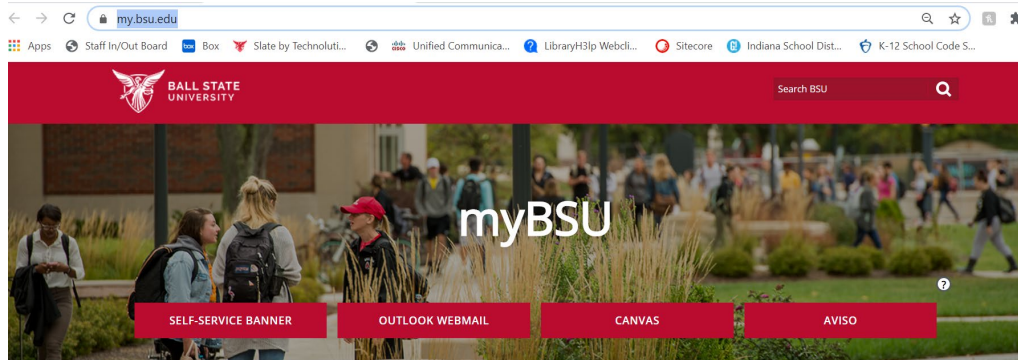 my.bsu.edu
Apps Staff In/Out Board box Box Slate by Technoluti... Unified Communica... LibraryH3lp Webcli... Sitecore Indiana School Dist... K-12 School Code S...
BALL STATE
UNIVERSITY
Search BSU
myBSU
?
SELF-SERVICE BANNER OUTLOOK WEBMAIL CANVAS AVISO